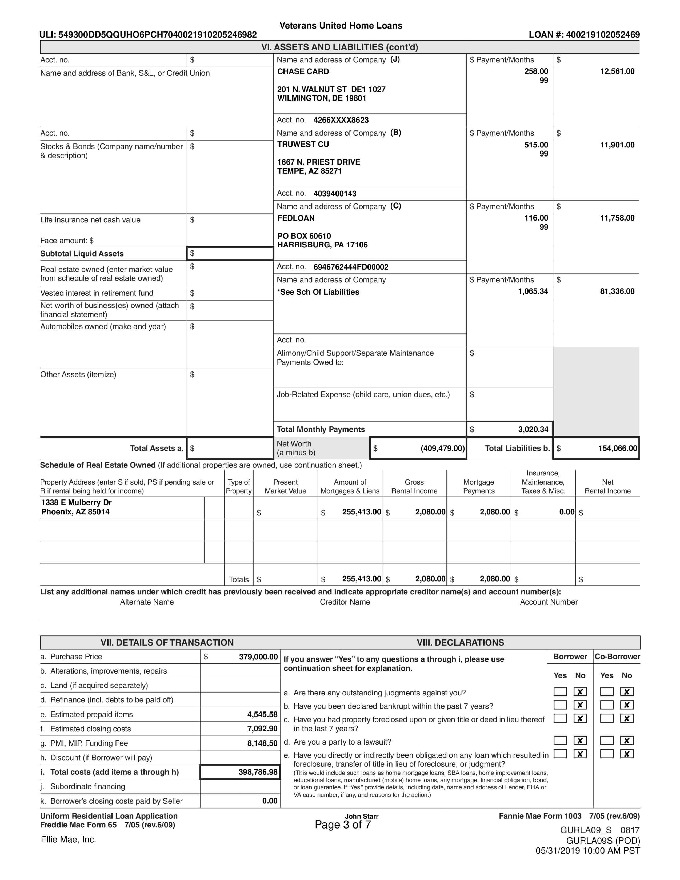 Veterans United Home Loans
ULI: 549300DD5QQUHO6PCH7040021910205246982 LOAN #: 400219102052469
VI. ASSETS AND LIABILITIES (cont'd)
Acct. no. $ Name and address of Company (J) $ Payment/Months $
Name and address of Bank, S&L, or Credit Union CHASE CARD 258.00 12,561.00
99
201 N. WALNUT ST DE1 1027
WILMINGTON, DE 19801
Acct. no. 4266XXXX8623
Acct. no. $ Name and address of Company (B) $ Payment/Months $
Stocks & Bonds (Company name/number $ TRUWEST CU 515.00 11,901.00
& description) 99
1667 N. PRIEST DRIVE
TEMPE, AZ 85271
Acct. no. 4039400143
Name and address of Company (C) $ Payment/Months $
Life insurance net cash value $ FEDLOAN 116.00 11,758.00
99
Face amount: $ PO BOX 60610
HARRISBURG, PA 17106
Subtotal Liquid Assets $
Real estate owned (enter market value $ Acct. no. 6946762444FD00002
from schedule of real estate owned) Name and address of Company $ Payment/Months $
Vested interest in retirement fund $ *See Sch Of Liabilities 1,065.34 81,336.00
Net worth of business(es) owned (attach $
financial statement)
Automobiles owned (make and year) $
Acct. no.
Alimony/Child Support/Separate Maintenance $
Payments Owed to:
Other Assets (itemize) $
Job-Related Expense (child care, union dues, etc.) $
Total Monthly Payments $ 3,020.34
Total Assets a. $ Net Worth $ (409,479.00) Total Liabilities b. $ 154,066.00
(a minus b)
Schedule of Real Estate Owned (If additional properties are owned, use continuation sheet.)
Property Address (enter S if sold, PS if pending sale or Type of Present Amount of Gross Mortgage Insurance, Net
R if rental being held for income) Property Market Value Mortgages & Liens Rental Income Payments Maintenance, Taxes & Misc. Rental Income
1338 E Mulberry Dr
Phoenix, AZ 85014 $ $ 255,413.00 $ 2,080.00 $ 2,080.00 $ 0.00 $
Totals $ $ 255,413.00 $ 2,080.00 $ 2,080.00 $ $
List any additional names under which credit has previously been received and indicate appropriate creditor name(s) and account number(s):
Alternate Name Creditor Name Account Number
VII. DETAILS OF TRANSACTION VIII. DECLARATIONS
a. Purchase Price $ 379,000.00 If you answer "Yes" to any questions a through i, please use Borrower Co-Borrower
continuation sheet for explanation.
b. Alterations, improvements, repairs Yes No Yes No
c. Land (if acquired separately)
a. Are there any outstanding judgments against you? X X
d. Refinance (incl. debts to be paid off)
b. Have you been declared bankrupt within the past 7 years? X X
e. Estimated prepaid items 4,545.58
c. Have you had property foreclosed upon or given title or deed in lieu thereof X X
f. Estimated closing costs 7,092.90
in the last 7 years?
g. PMI, MIP, Funding Fee 8,148.50 d. Are you a party to a lawsuit? X X
h. Discount (if Borrower will pay)
e. Have you directly or indirectly been obligated on any loan which resulted in X X
foreclosure, transfer of title in lieu of foreclosure, or judgment?
i. Total costs (add items a through h) 398,786.98
(This would include such loans as home mortgage loans, SBA loans, home improvement loans,
educational loans, manufactured (mobile) home loans, any mortgage, financial obligation, bond,
j. Subordinate financing
or loan guarantee. If "Yes" provide details, including date, name and address of Lender, FHA or
VA case number, if any, and reasons for the action.)
k. Borrower's closing costs paid by Seller 0.00
Uniform Residential Loan Application John Starr Fannie Mae Form 1003 7/05 (rev.6/09)
Freddie Mac Form 65 7/05 (rev.6/09) Page 3 of 7
GURLA09_S 0817
Ellie Mae, Inc. GURLA09S (POD)
05/31/2019 10:00 AM PST